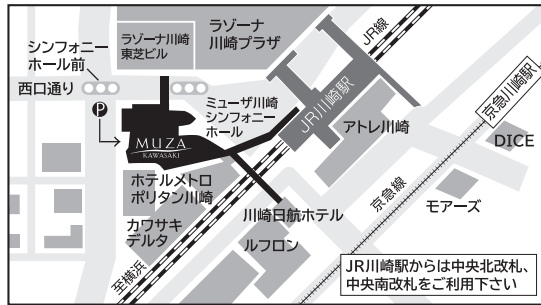 ラゾーナ
川崎プラザ
ラゾーナ川崎
東芝ビル
JR線
シンフォニー
ホール前
西口通り
P
ミューザ川崎
シンフォニー
ホール
JR川崎駅
アトレ川崎
京急川崎駅
DICE
MUZA
KAWASAKI
ホテルメトロ
ポリタン川崎
カワサキ
デルタ
川崎日航ホテル
ルフロン
京急線
モアーズ
至横浜
JR川崎駅からは中央北改札、
中央南改札をご利用下さい